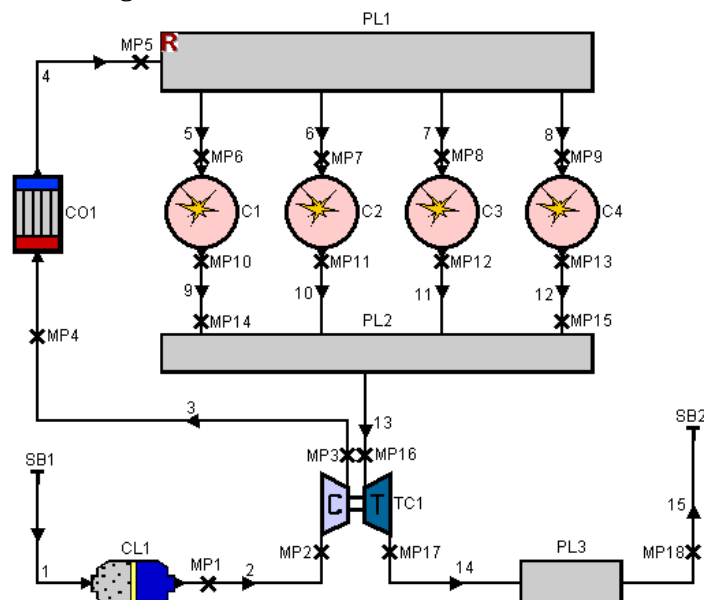 PL1
MP5
R
4
5
6
7
8
MP6
MP7
MP8
MP9
CO1
C1
C2
C3
C4
MP10
MP11
MP12
MP13
9
10
11
12
MP14
MP15
MP4
PL2
3
13
SB2
MP3
MP16
SB1
C
T
TC1
15
CL1
MP1
MP2
MP17
PL3
MP18
1
2
14